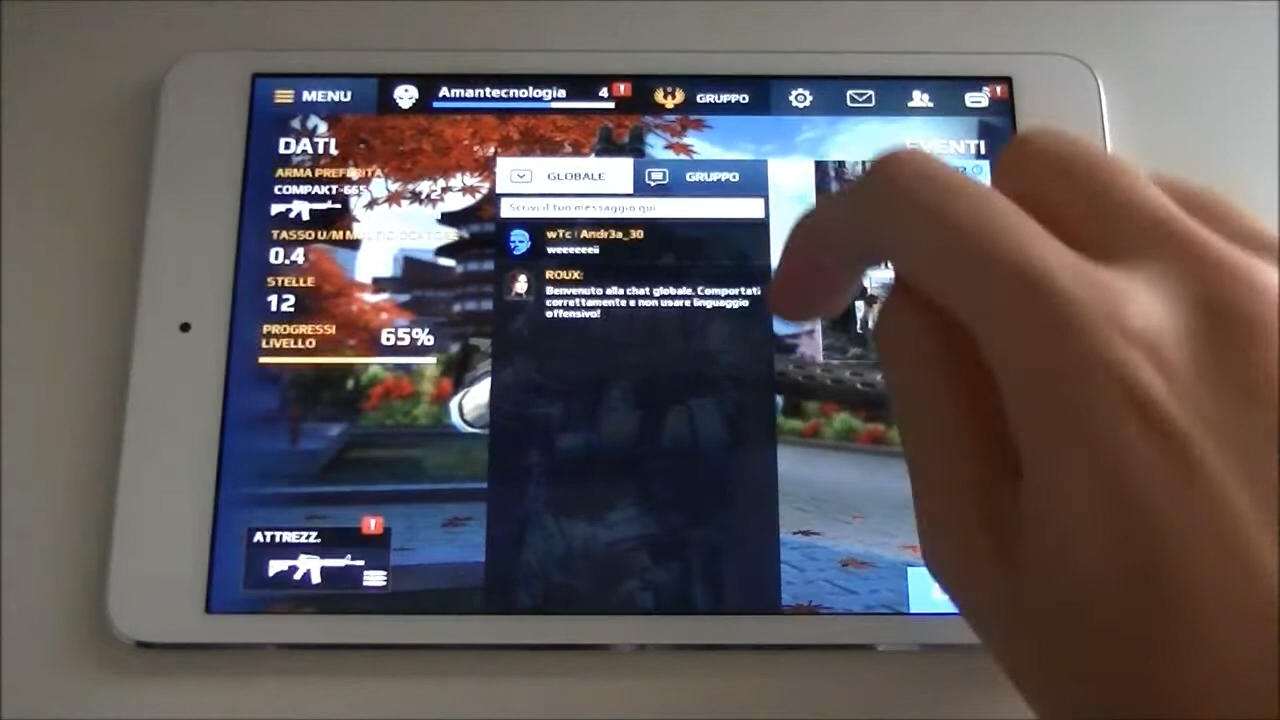 MENU
Amantecnologia
4
GRUPPO
DATI
EVENTI
ARMA PREFERITA
COMPAKT-665
TASSO U/M MULTIGIOCATORE
0.4
STELLE
12
PROGRESSI
LIVELLO
65%
GLOBALE
GRUPPO
Scrivi il tuo messaggio qui
wTc | Andr3a_30
weeeeeeii
ROUX:
Benvenuto alla chat globale. Comportati
correttamente e non usare linguaggio
offensivo!
ATTREZZ.